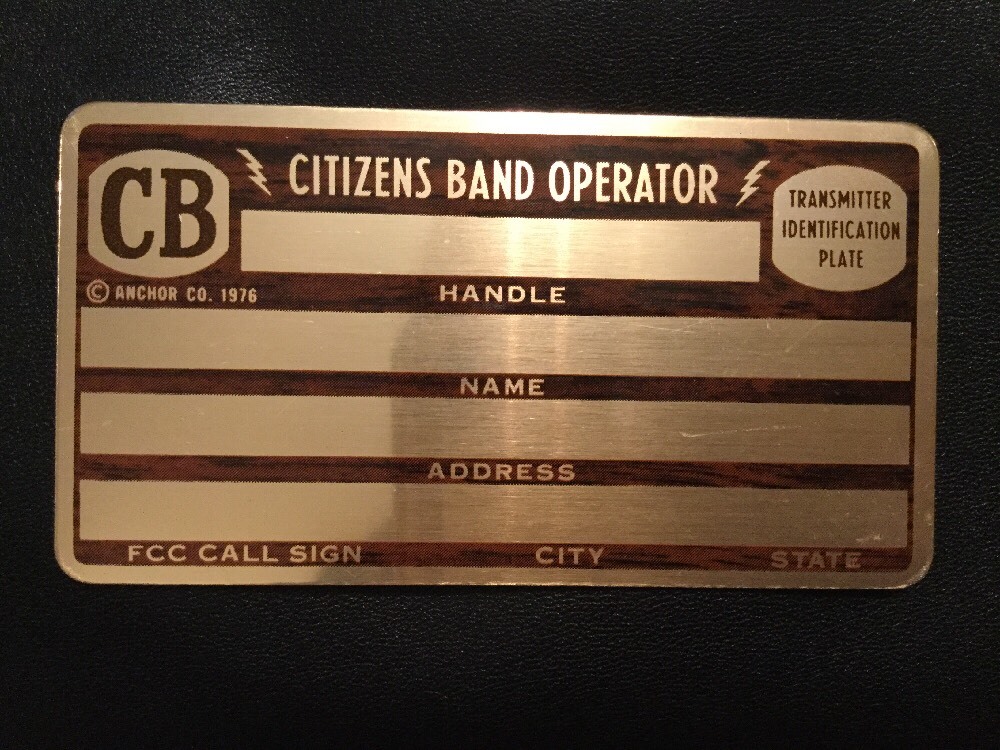 CB
CITIZENS BAND OPERATOR
TRANSMITTER
IDENTIFICATION
PLATE
© ANCHOR CO. 1976
HANDLE
NAME
ADDRESS
FCC CALL SIGN CITY STATE